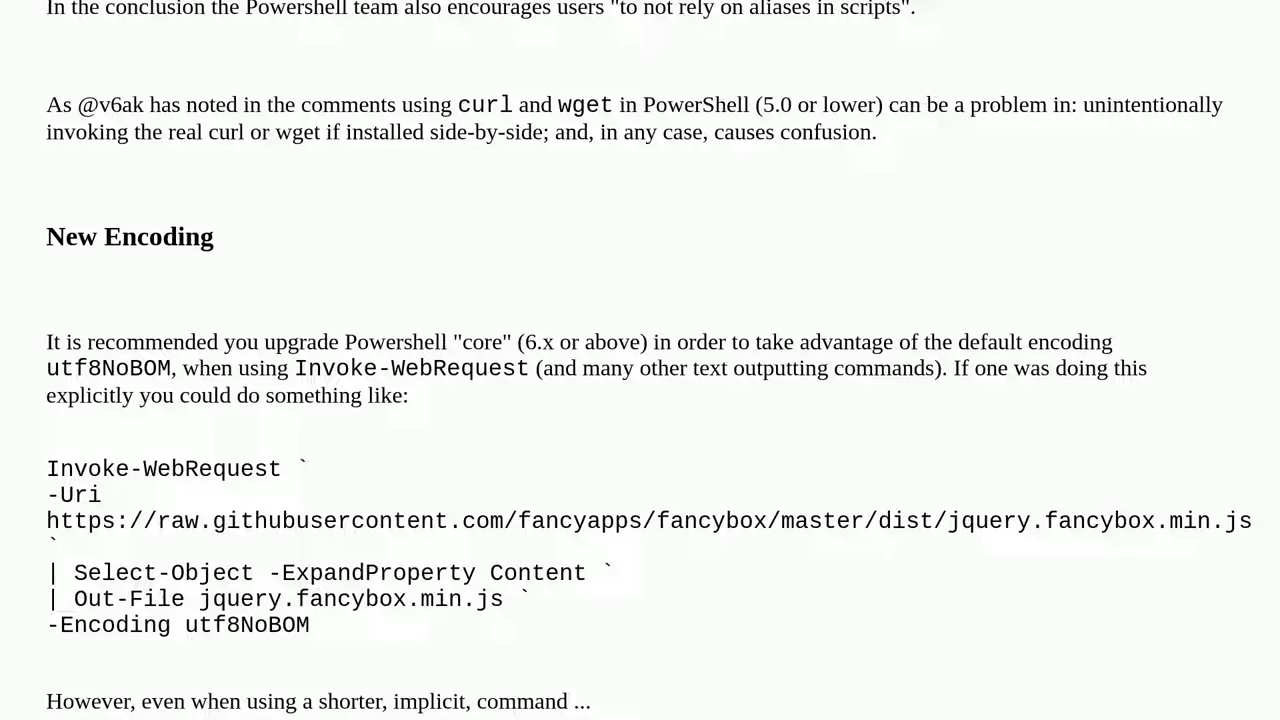 In the conclusion the Powershell team also encourages users "to not rely on aliases in scripts".
As @v6ak has noted in the comments using curl and wget in PowerShell (5.0 or lower) can be a problem in: unintentionally
invoking the real curl or wget if installed side-by-side; and, in any case, causes confusion.
New Encoding
It is recommended you upgrade Powershell "core" (6.x or above) in order to take advantage of the default encoding
utf8NoBOM, when using Invoke-WebRequest (and many other text outputting commands). If one was doing this
explicitly you could do something like:
Invoke-WebRequest `
-Uri
https://raw.githubusercontent.com/fancyapps/fancybox/master/dist/jquery.fancybox.min.js
`
| Select-Object -ExpandProperty Content `
| Out-File jquery.fancybox.min.js `
-Encoding utf8NoBOM
However, even when using a shorter, implicit, command ...